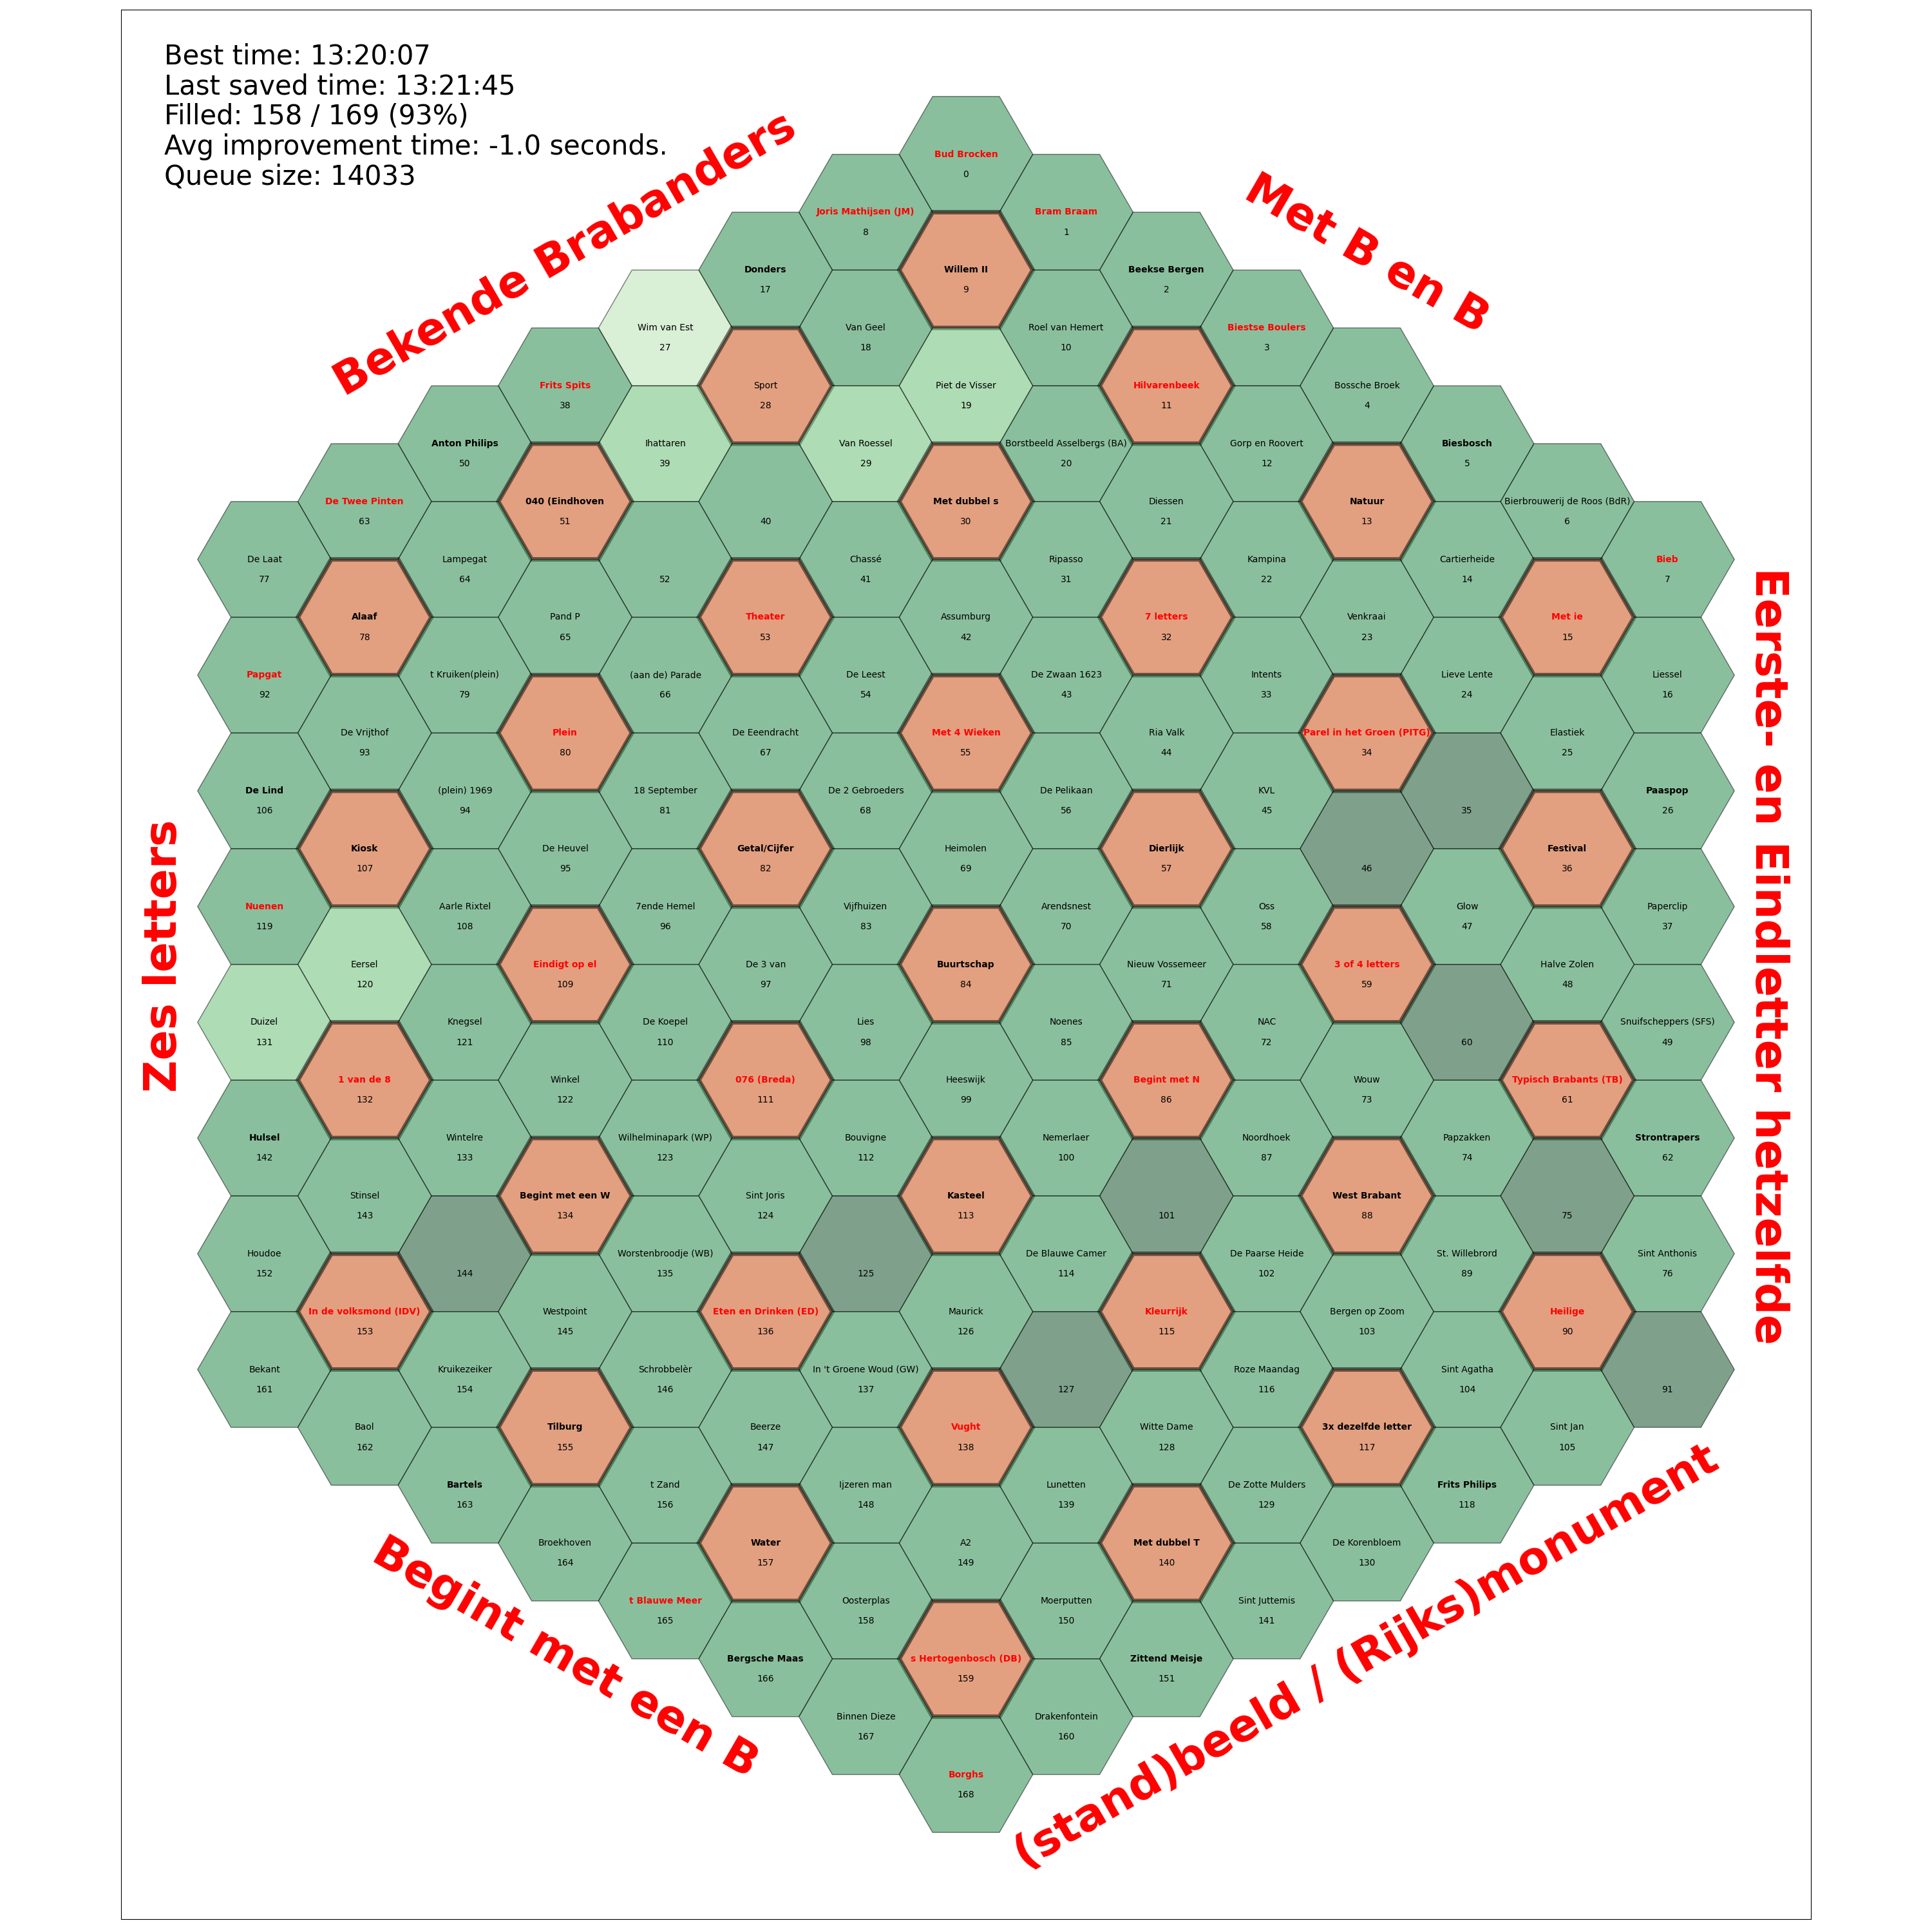 Best time: 13:20:07
Last saved time: 13:21:45
Filled: 158 / 169 (93%)
Avg improvement time: -1.0 seconds.
Queue size: 14033
Bekende Brabanders
Met B en B
Eerste- en Eindletter hetzelfde
(stand)beeld / (Rijks)monument
Begint met een B
Zes letters
Bud Brocken
0
Bram Braam
1
Beekse Bergen
2
Biestse Boulers
3
Bossche Broek
4
Biesbosch
5
Bierbrouwerij de Roos (BdR)
6
Bieb
7
Joris Mathijsen (JM)
8
Willem II
9
Roel van Hemert
10
Hilvarenbeek
11
Gorp en Roovert
12
Natuur
13
Cartierheide
14
Met ie
15
Liessel
16
Donders
17
Van Geel
18
Piet de Visser
19
Borstbeeld Asselbergs (BA)
20
Diessen
21
Kampina
22
Venkraai
23
Lieve Lente
24
Elastiek
25
Paaspop
26
Wim van Est
27
Sport
28
Van Roessel
29
Met dubbel s
30
Ripasso
31
7 letters
32
Intents
33
Parel in het Groen (PITG)
34
35
Festival
36
Paperclip
37
Frits Spits
38
Ihattaren
39
40
Chassé
41
Assumburg
42
De Zwaan 1623
43
Ria Valk
44
KVL
45
46
Glow
47
Halve Zolen
48
Snuifscheppers (SFS)
49
Anton Philips
50
040 (Eindhoven
51
52
Theater
53
De Leest
54
Met 4 Wieken
55
De Pelikaan
56
Dierlijk
57
Oss
58
3 of 4 letters
59
60
Typisch Brabants (TB)
61
Strontrapers
62
De Twee Pinten
63
Lampegat
64
Pand P
65
(aan de) Parade
66
De Eeendracht
67
De 2 Gebroeders
68
Heimolen
69
Arendsnest
70
Nieuw Vossemeer
71
NAC
72
Wouw
73
Papzakken
74
75
Sint Anthonis
76
De Laat
77
Alaaf
78
t Kruiken(plein)
79
Plein
80
18 September
81
Getal/Cijfer
82
Vijfhuizen
83
Buurtschap
84
Noenes
85
Begint met N
86
Noordhoek
87
West Brabant
88
St. Willebrord
89
Heilige
90
91
Papgat
92
De Vrijthof
93
(plein) 1969
94
De Heuvel
95
7ende Hemel
96
De 3 van
97
Lies
98
Heeswijk
99
Nemerlaer
100
101
De Paarse Heide
102
Bergen op Zoom
103
Sint Agatha
104
Sint Jan
105
De Lind
106
Kiosk
107
Aarle Rixtel
108
Eindigt op el
109
De Koepel
110
076 (Breda)
111
Bouvigne
112
Kasteel
113
De Blauwe Camer
114
Kleurrijk
115
Roze Maandag
116
3x dezelfde letter
117
Frits Philips
118
Nuenen
119
Eersel
120
Knegsel
121
Winkel
122
Wilhelminapark (WP)
123
Sint Joris
124
125
Maurick
126
127
Witte Dame
128
De Zotte Mulders
129
De Korenbloem
130
Duizel
131
1 van de 8
132
Wintelre
133
Begint met een W
134
Worstenbroodje (WB)
135
Eten en Drinken (ED)
136
In 't Groene Woud (GW)
137
Vught
138
Lunetten
139
Met dubbel T
140
Sint Juttemis
141
Hulsel
142
Stinsel
143
144
Westpoint
145
Schrobbelèr
146
Beerze
147
Ijzeren man
148
A2
149
Moerputten
150
Zittend Meisje
151
Houdoe
152
In de volksmond (IDV)
153
Kruikezeiker
154
Tilburg
155
t Zand
156
Water
157
Oosterplas
158
s Hertogenbosch (DB)
159
Drakenfontein
160
Bekant
161
Baol
162
Bartels
163
Broekhoven
164
t Blauwe Meer
165
Bergsche Maas
166
Binnen Dieze
167
Borghs
168